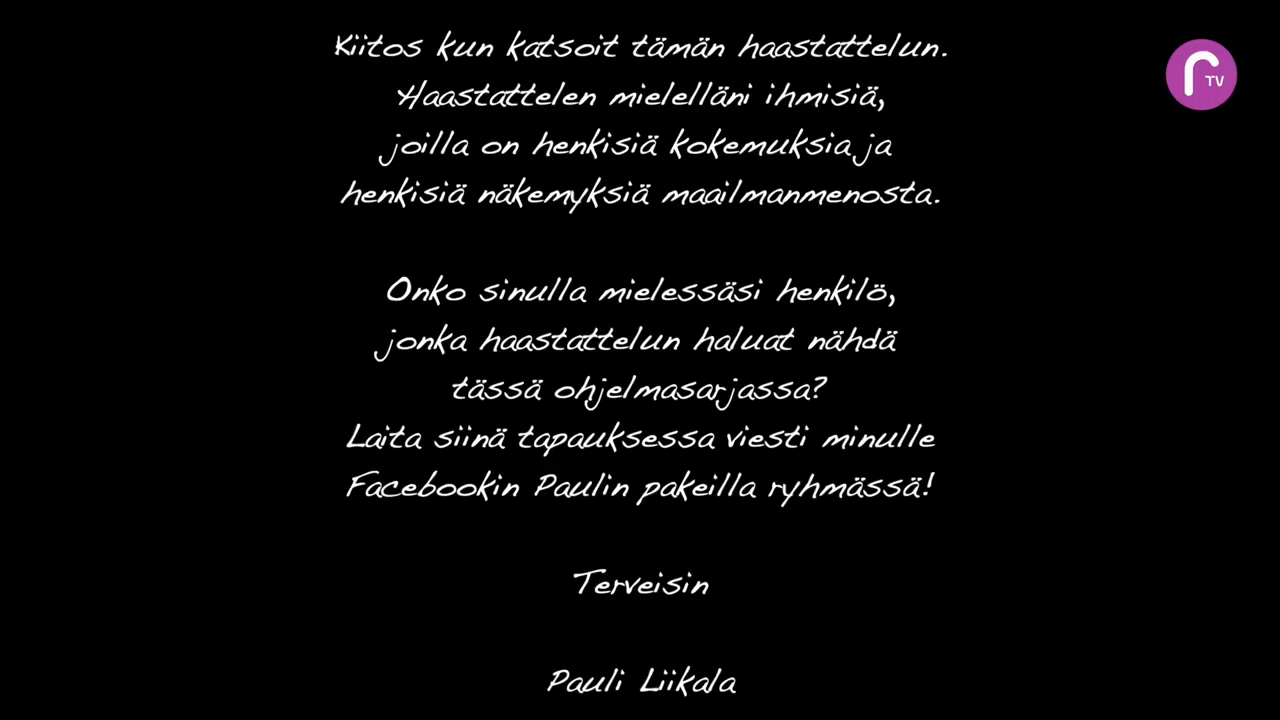 Kiitos kun katsoit tämän haastattelun.
Haastattelen mielelläni ihmisiä,
joilla on henkisiä kokemuksia ja
henkisiä näkemyksiä maailmanmenosta.
Onko sinulla mielessäsi henkilö,
jonka haastattelun haluat nähdä
tässä ohjelmasarjassa?
Laita siinä tapauksessa viesti minulle
Facebookin Paulin pakeilla ryhmässä!
Terveisin
Pauli Liikala
r TV